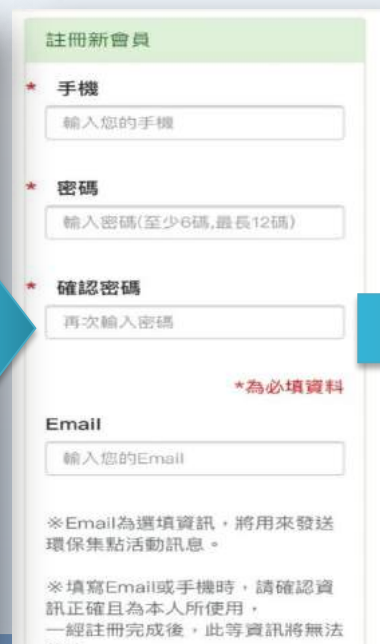 註冊新會員
* 手機
輸入您的手機
* 密碼
輸入密碼(至少6碼,最長12碼)
* 確認密碼
再次輸入密碼
*為必填資料
Email
輸入您的Email
※Email為選填資訊，將用來發送
環保集點活動訊息。
※填寫Email或手機時，請確認資
訊正確且為本人所使用，
一經註冊完成後，此等資訊將無法